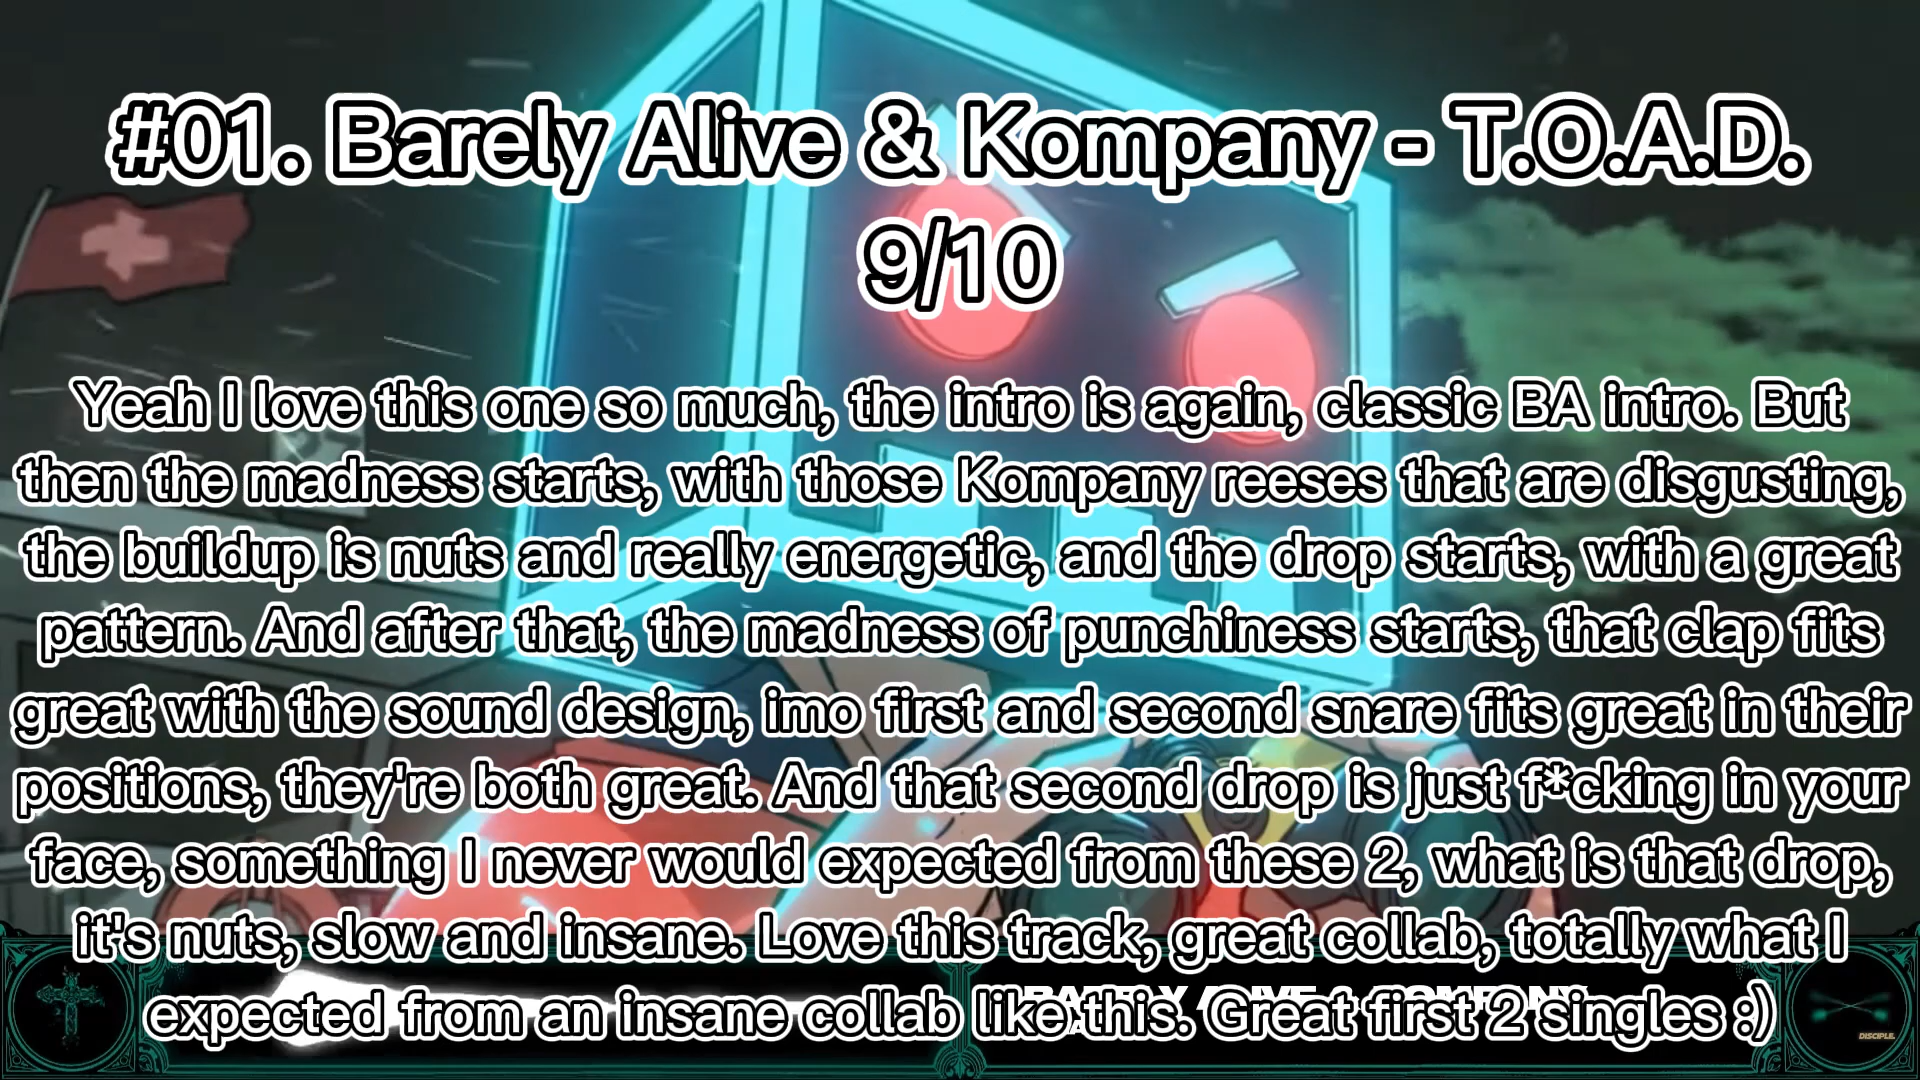 #01. Barely Alive & Kompany - T.O.A.D.
9/10
Yeah I love this one so much, the intro is again, classic BA intro. But
then the madness starts, with those Kompany reeses that are disgusting,
the buildup is nuts and really energetic, and the drop starts, with a great
pattern. And after that, the madness of punchiness starts, that clap fits
great with the sound design, imo first and second snare fits great in their
positions, they're both great. And that second drop is just f*cking in your
face, something I never would expected from these 2, what is that drop,
it's nuts, slow and insane. Love this track, great collab, totally what I
BARELY ALIVE & KOMPANY
expected from an insane collab like this. Great first 2 singles :)
DISCIPLE.